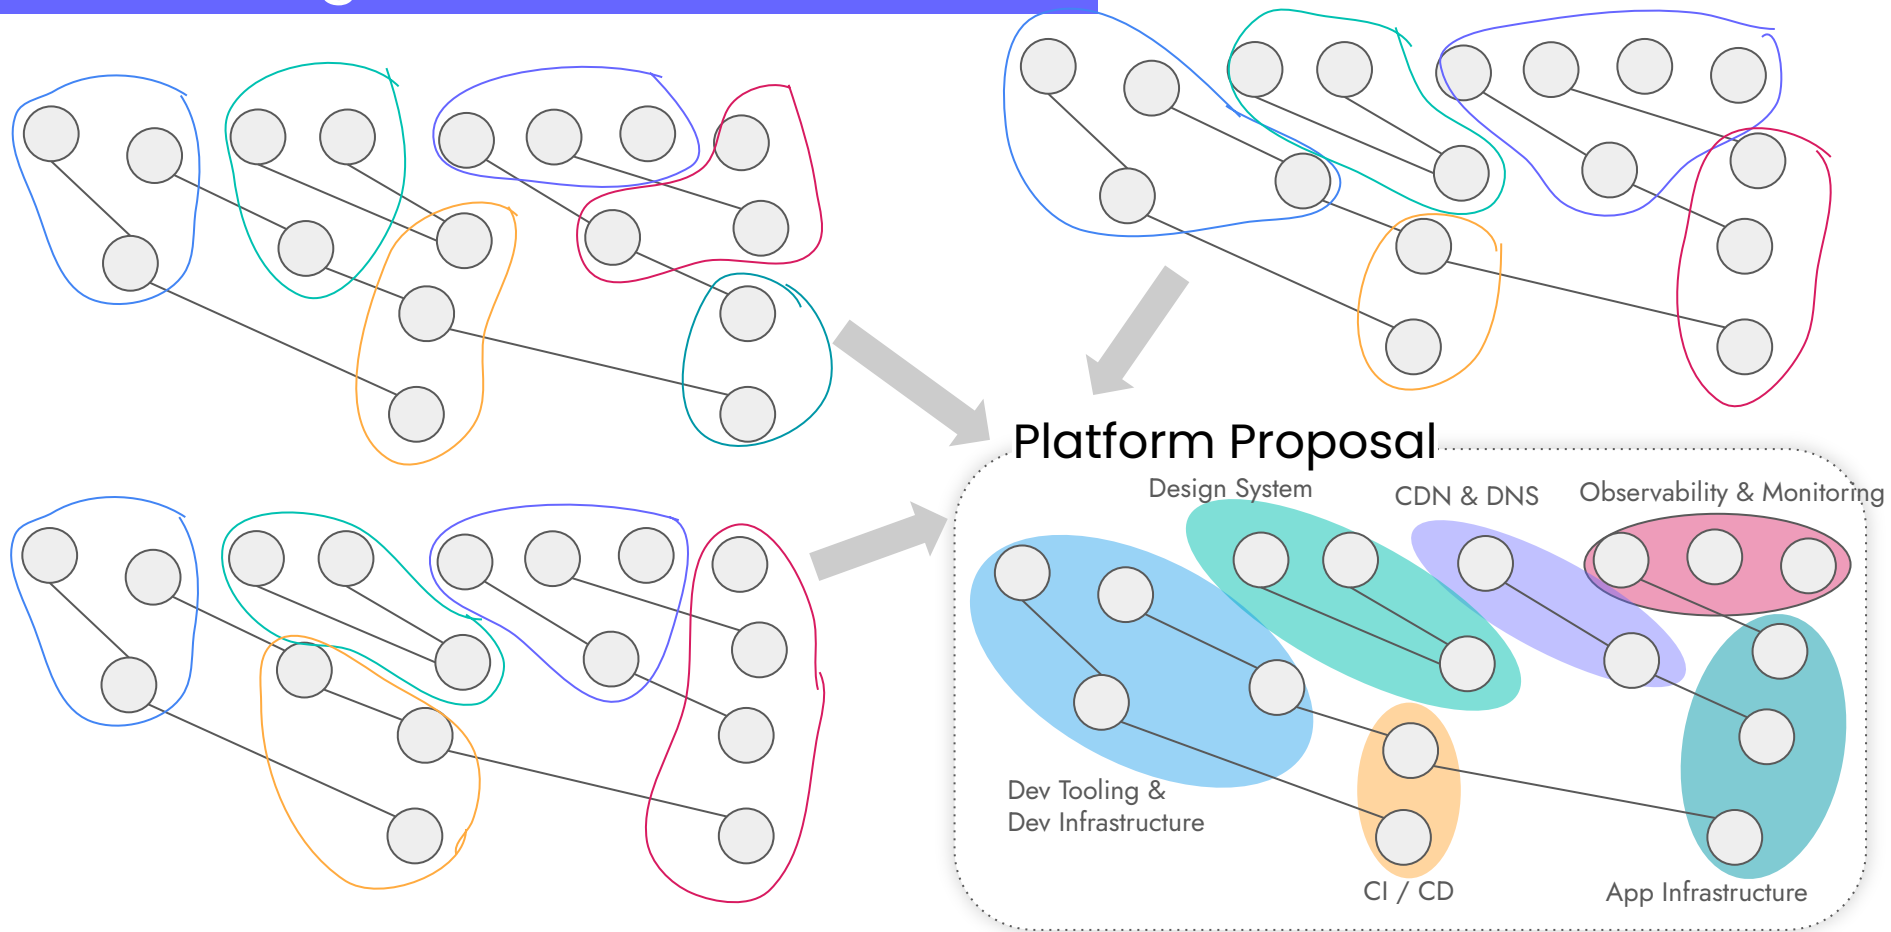 Platform Proposal
Design System
CDN & DNS
Observability & Monitoring
Dev Tooling &
Dev Infrastructure
CI / CD
App Infrastructure